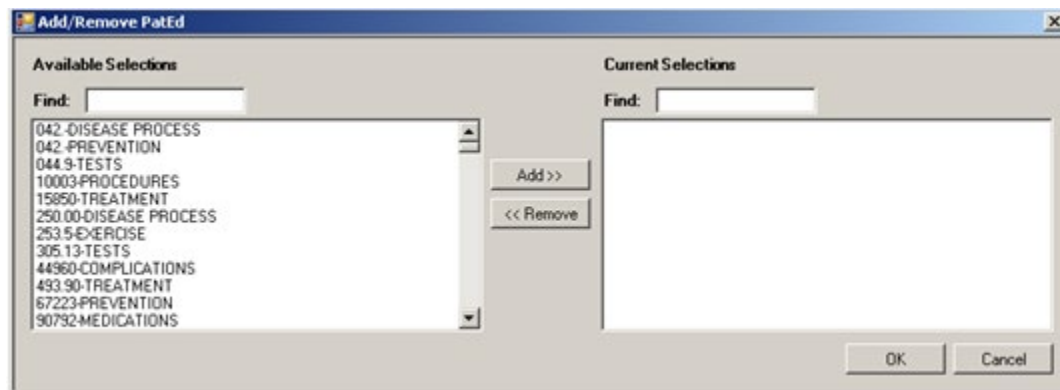 Add/Remove PatEd
Available Selections
Find:
042.-DISEASE PROCESS
042.-PREVENTION
044.9-TESTS
10003-PROCEDURES
15850-TREATMENT
250.00-DISEASE PROCESS
253.5-EXERCISE
305.13-TESTS
44960-COMPLICATIONS
493.90-TREATMENT
67223-PREVENTION
90792-MEDICATIONS
Add >>
<< Remove
Current Selections
Find:
OK
Cancel